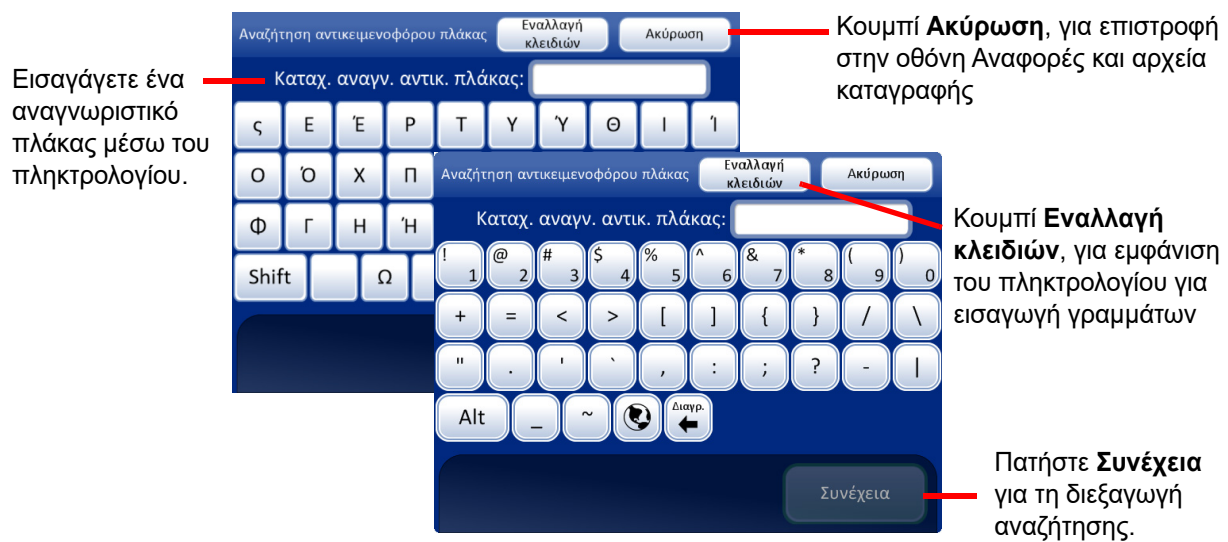 Εισαγάγετε ένα
αναγνωριστικό
πλάκας μέσω του
πληκτρολογίου.
Αναζήτηση αντικειμενοφόρου πλάκας
Εναλλαγή
κλειδιών
Ακύρωση
Καταχ. αναγν. αντικ. πλάκας:
ς Ε Έ Ρ Τ Υ Ύ Θ Ι Ί
Ο Ό Χ Π
Φ Γ Η Ή
Shift Ω
Κουμπί Ακύρωση, για επιστροφή
στην οθόνη Αναφορές και αρχεία
καταγραφής
Αναζήτηση αντικειμενοφόρου πλάκας
Εναλλαγή
κλειδιών
Ακύρωση
Καταχ. αναγν. αντικ. πλάκας:
! 1 @ 2 # 3 $ 4 % 5 ^ 6 & 7 * 8 ( 9 ) 0
+ = < > [ ] { } / \
" . ' ` , : ; ? - |
Alt _ ~ Διαγρ.
Συνέχεια
Κουμπί Εναλλαγή
κλειδιών, για εμφάνιση
του πληκτρολογίου για
εισαγωγή γραμμάτων
Πατήστε Συνέχεια
για τη διεξαγωγή
αναζήτησης.